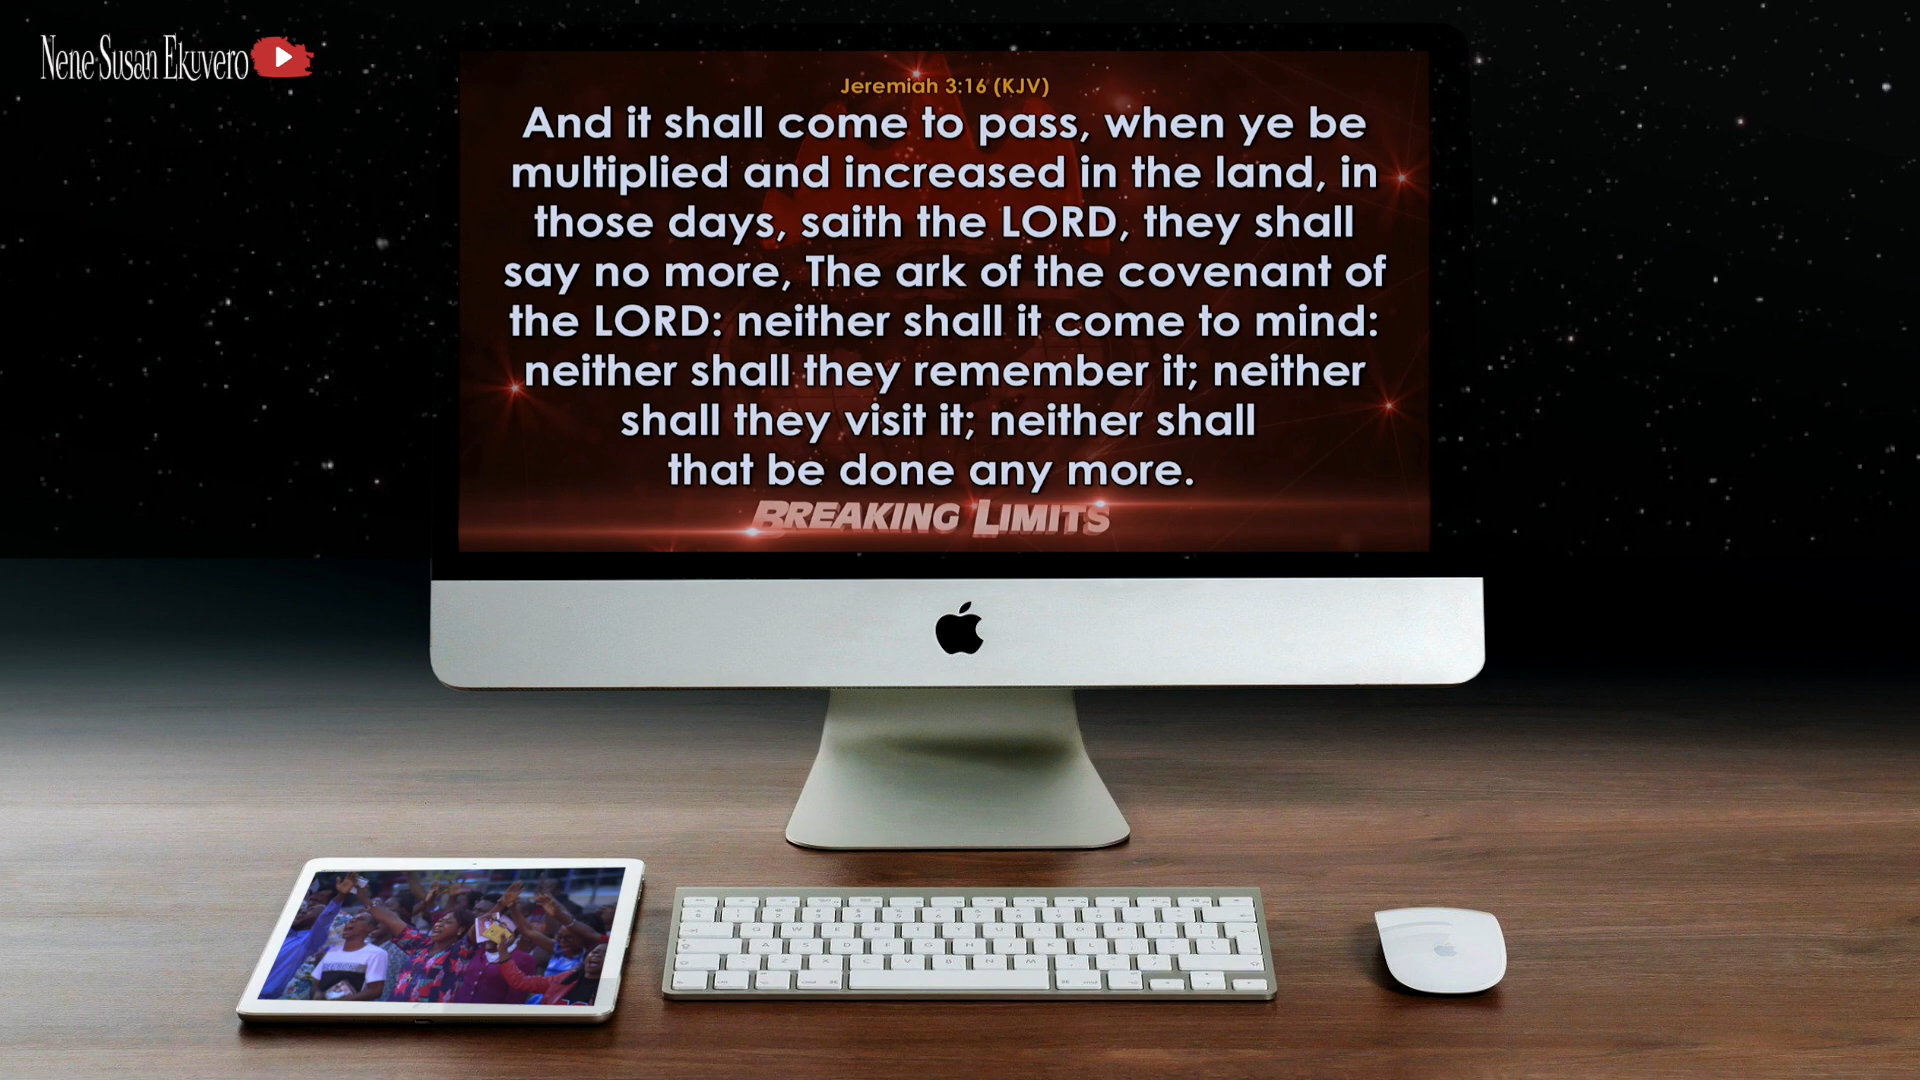 Nene Susan Ekuvero
Jeremiah 3:16 (KJV)
And it shall come to pass, when ye be
multiplied and increased in the land, in
those days, saith the LORD, they shall
say no more, The ark of the covenant of
the LORD: neither shall it come to mind:
neither shall they remember it; neither
shall they visit it; neither shall
that be done any more.
BREAKING LIMITS